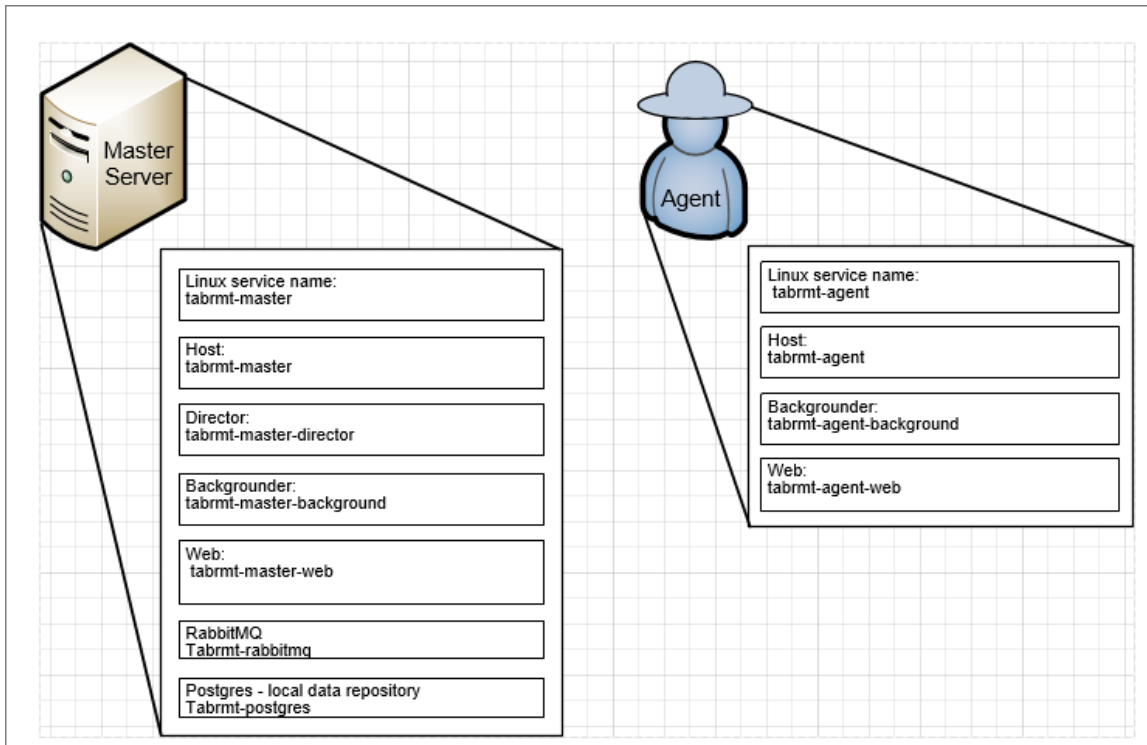 Master
Server
Linux service name:
tabrmt-master
Host:
tabrmt-master
Director:
tabrmt-master-director
Backgrounder:
tabrmt-master-background
Web:
tabrmt-master-web
RabbitMQ
Tabrmt-rabbitmq
Postgres - local data repository
Tabrmt-postgres
Agent
Linux service name:
tabrmt-agent
Host:
tabrmt-agent
Backgrounder:
tabrmt-agent-background
Web:
tabrmt-agent-web